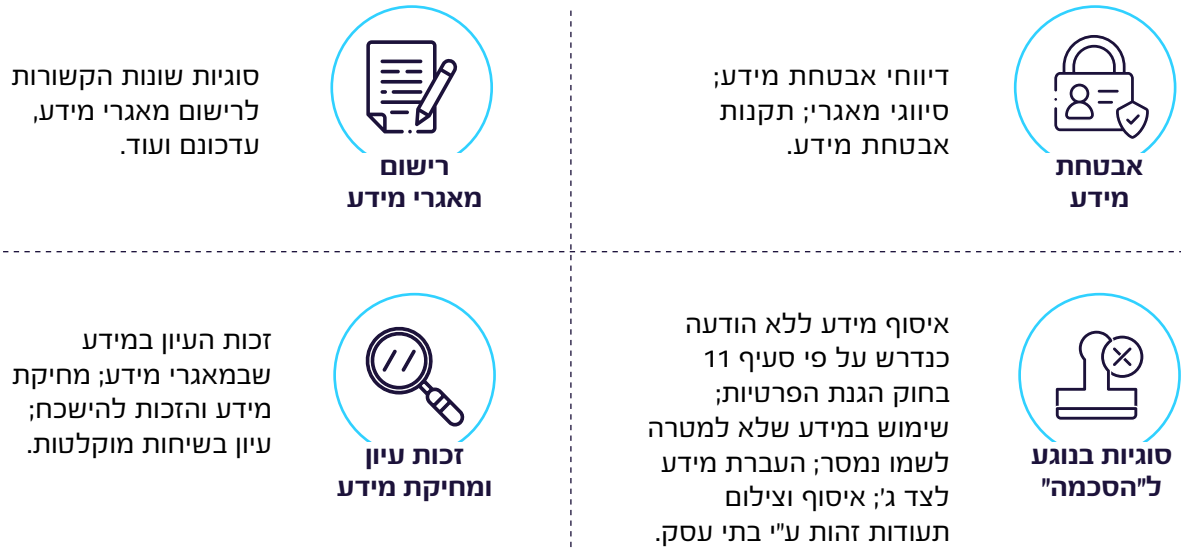 אבטחת
מידע
דיווחי אבטחת מידע;
סיווגי מאגרי; תקנות
אבטחת מידע.
רישום
מאגרי מידע
סוגיות שונות הקשורות
לרישום מאגרי מידע,
עדכונם ועוד.
סוגיות בנוגע
ל"הסכמה"
איסוף מידע ללא הודעה
כנדרש על פי סעיף 11
בחוק הגנת הפרטיות;
שימוש במידע שלא למטרה
לשמו נמסר; העברת מידע
לצד ג'; איסוף וצילום
תעודות זהות ע"י בתי עסק.
זכות עיון
ומחיקת מידע
זכות העיון במידע
שבמאגרי מידע; מחיקת
מידע והזכות להישכח;
עיון בשיחות מוקלטות.